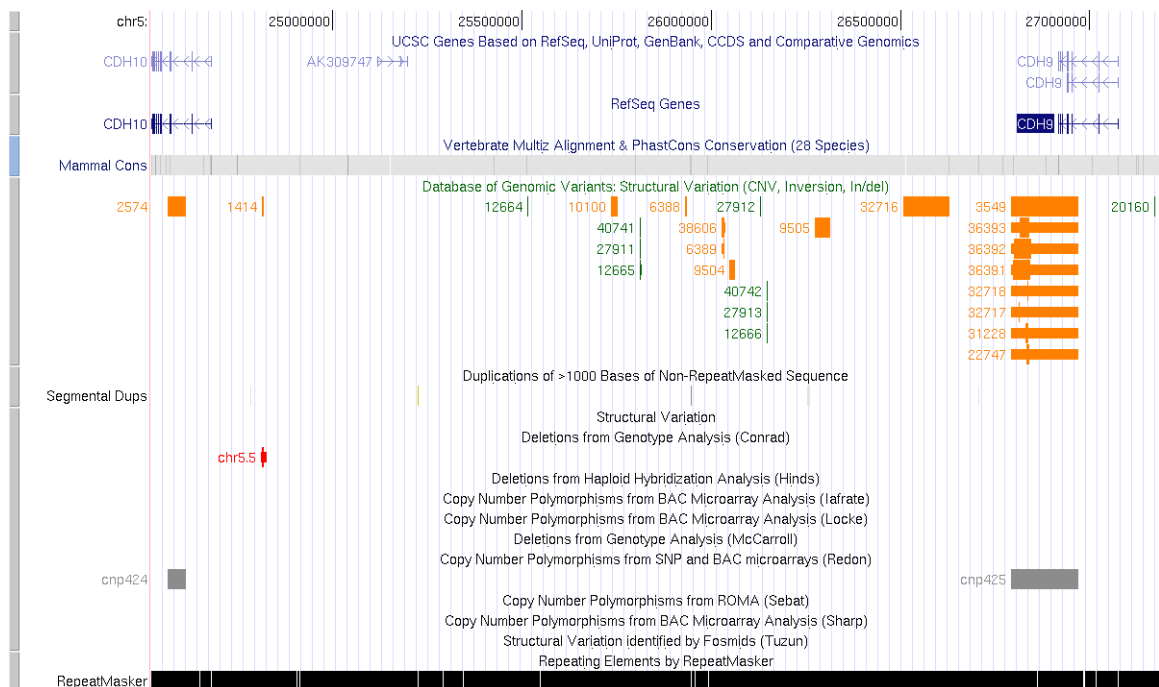 chr5: 25000000 25500000 26000000 26500000 27000000
UCSC Genes Based on RefSeq, UniProt, GenBank, CCDS and Comparative Genomics
CDH10 AK309747 CDH9
CDH9
RefSeq Genes
CDH10 CDH9
Vertebrate Multiz Alignment & PhastCons Conservation (28 Species)
Mammal Cons
Database of Genomic Variants: Structural Variation (CNV, Inversion, In/del)
2574 1414 12664 10100 6388 27912 32716 3549 20160
40741 38606 9505 36393
27911 6389 36392
12665 9504 36391
40742 32718
27913 32717
12666 31228
22747
Duplications of >1000 Bases of Non-RepeatMasked Sequence
Segmental Dups
Structural Variation
Deletions from Genotype Analysis (Conrad)
chr5.5
Deletions from Haploid Hybridization Analysis (Hinds)
Copy Number Polymorphisms from BAC Microarray Analysis (Iafrate)
Copy Number Polymorphisms from BAC Microarray Analysis (Locke)
Deletions from Genotype Analysis (McCarroll)
Copy Number Polymorphisms from SNP and BAC microarrays (Redon)
cnp424 cnp425
Copy Number Polymorphisms from ROMA (Sebat)
Copy Number Polymorphisms from BAC Microarray Analysis (Sharp)
Structural Variation identified by Fosmids (Tuzun)
Repeating Elements by RepeatMasker
RepeatMasker